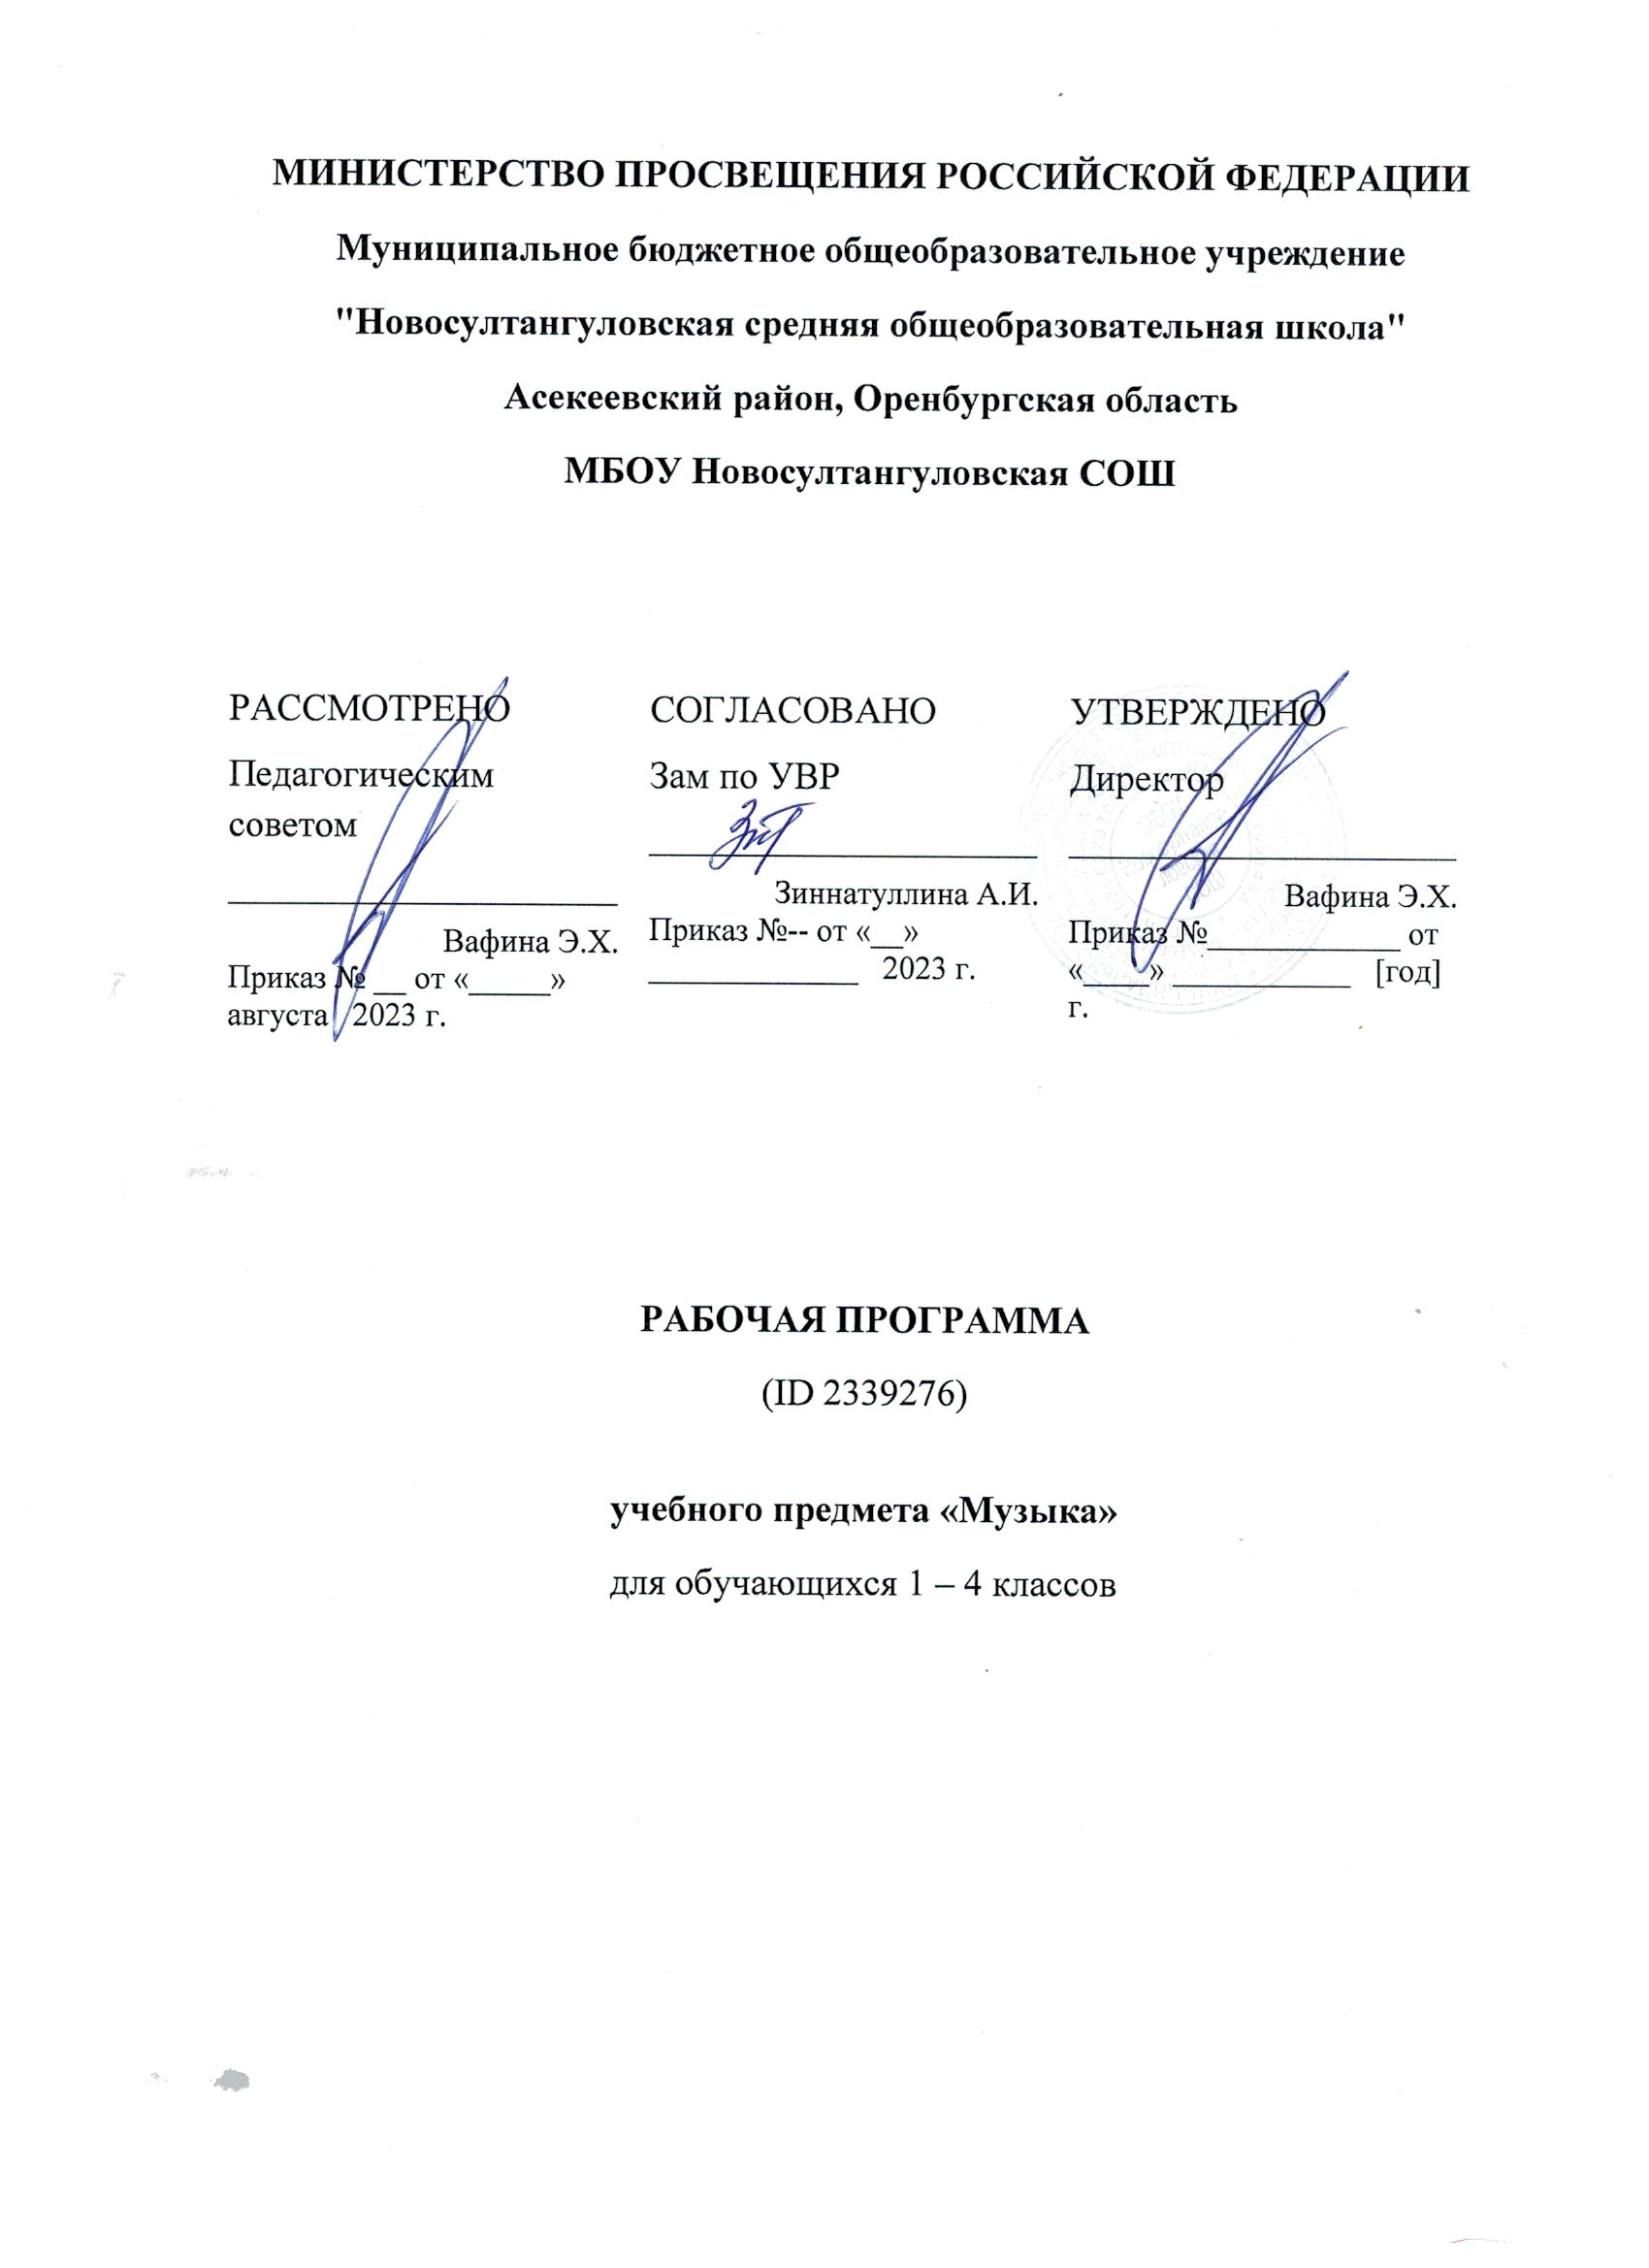 МИНИСТЕРСТВО ПРОСВЕЩЕНИЯ РОССИЙСКОЙ ФЕДЕРАЦИИ
Муниципальное бюджетное общеобразовательное учреждение
"Новосултангуловская средняя общеобразовательная школа"
Асекеевский район, Оренбургская область
МБОУ Новосултангуловская СОШ
РАССМОТРЕНО
Педагогическим
советом
Вафина Э.Х.
Приказ № __ от «_____»
августа 2023 г.
СОГЛАСОВАНО
Зам по УВР
Зиннатуллина А.И.
Приказ №-- от «__»
_____________ 2023 г.
УТВЕРЖДЕНО
Директор
Вафина Э.Х.
Приказ №____________ от
«____» ___________ [год]
г.
РАБОЧАЯ ПРОГРАММА
(ID 2339276)
учебного предмета «Музыка»
для обучающихся 1 – 4 классов